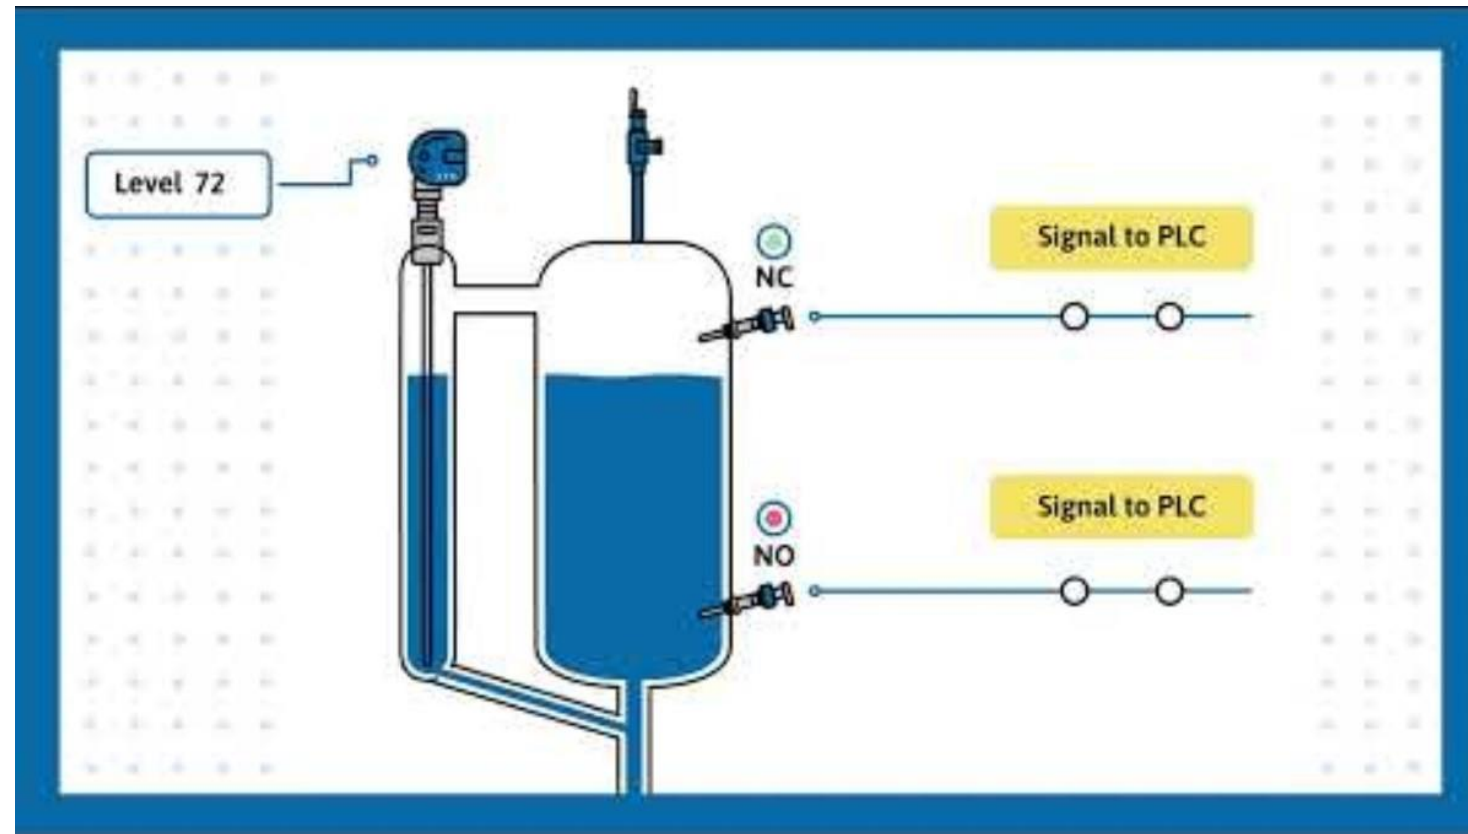 Level 72
NC
Signal to PLC
NO
Signal to PLC